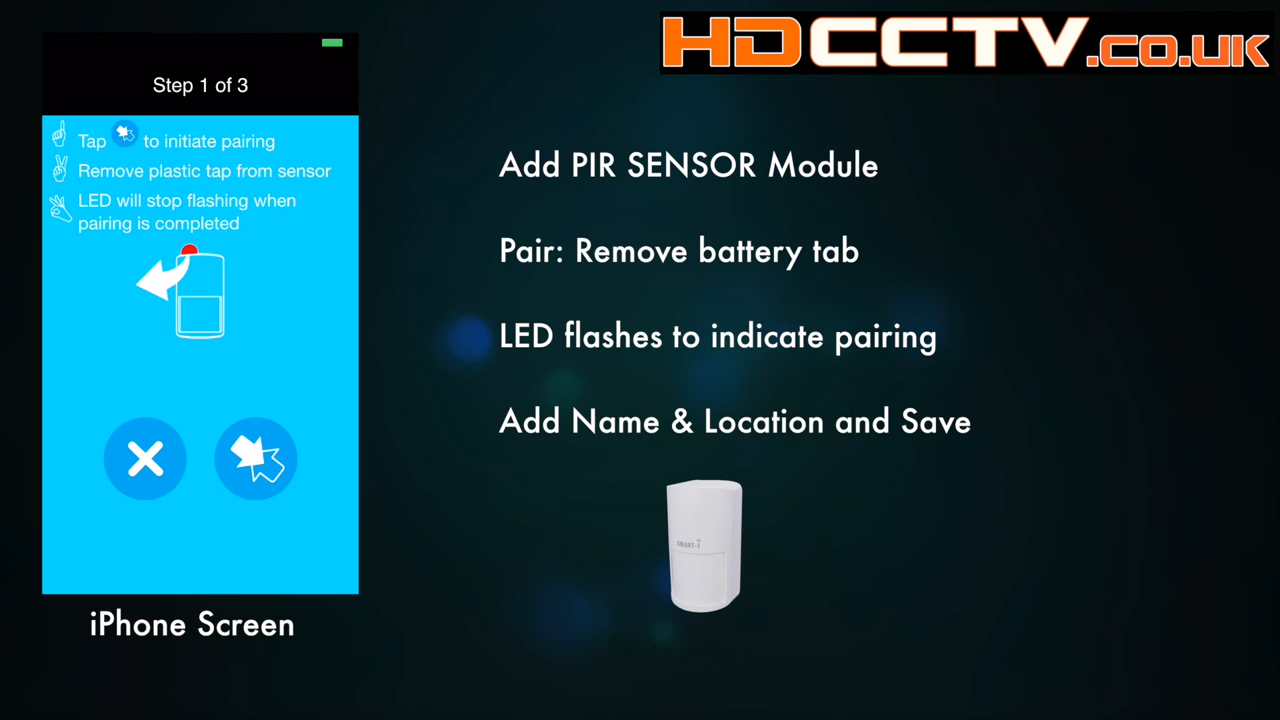 HDCCTV.co.uk
Step 1 of 3
Tap to initiate pairing
Remove plastic tap from sensor
LED will stop flashing when
pairing is completed
iPhone Screen
Add PIR SENSOR Module
Pair: Remove battery tab
LED flashes to indicate pairing
Add Name & Location and Save
SMART-i